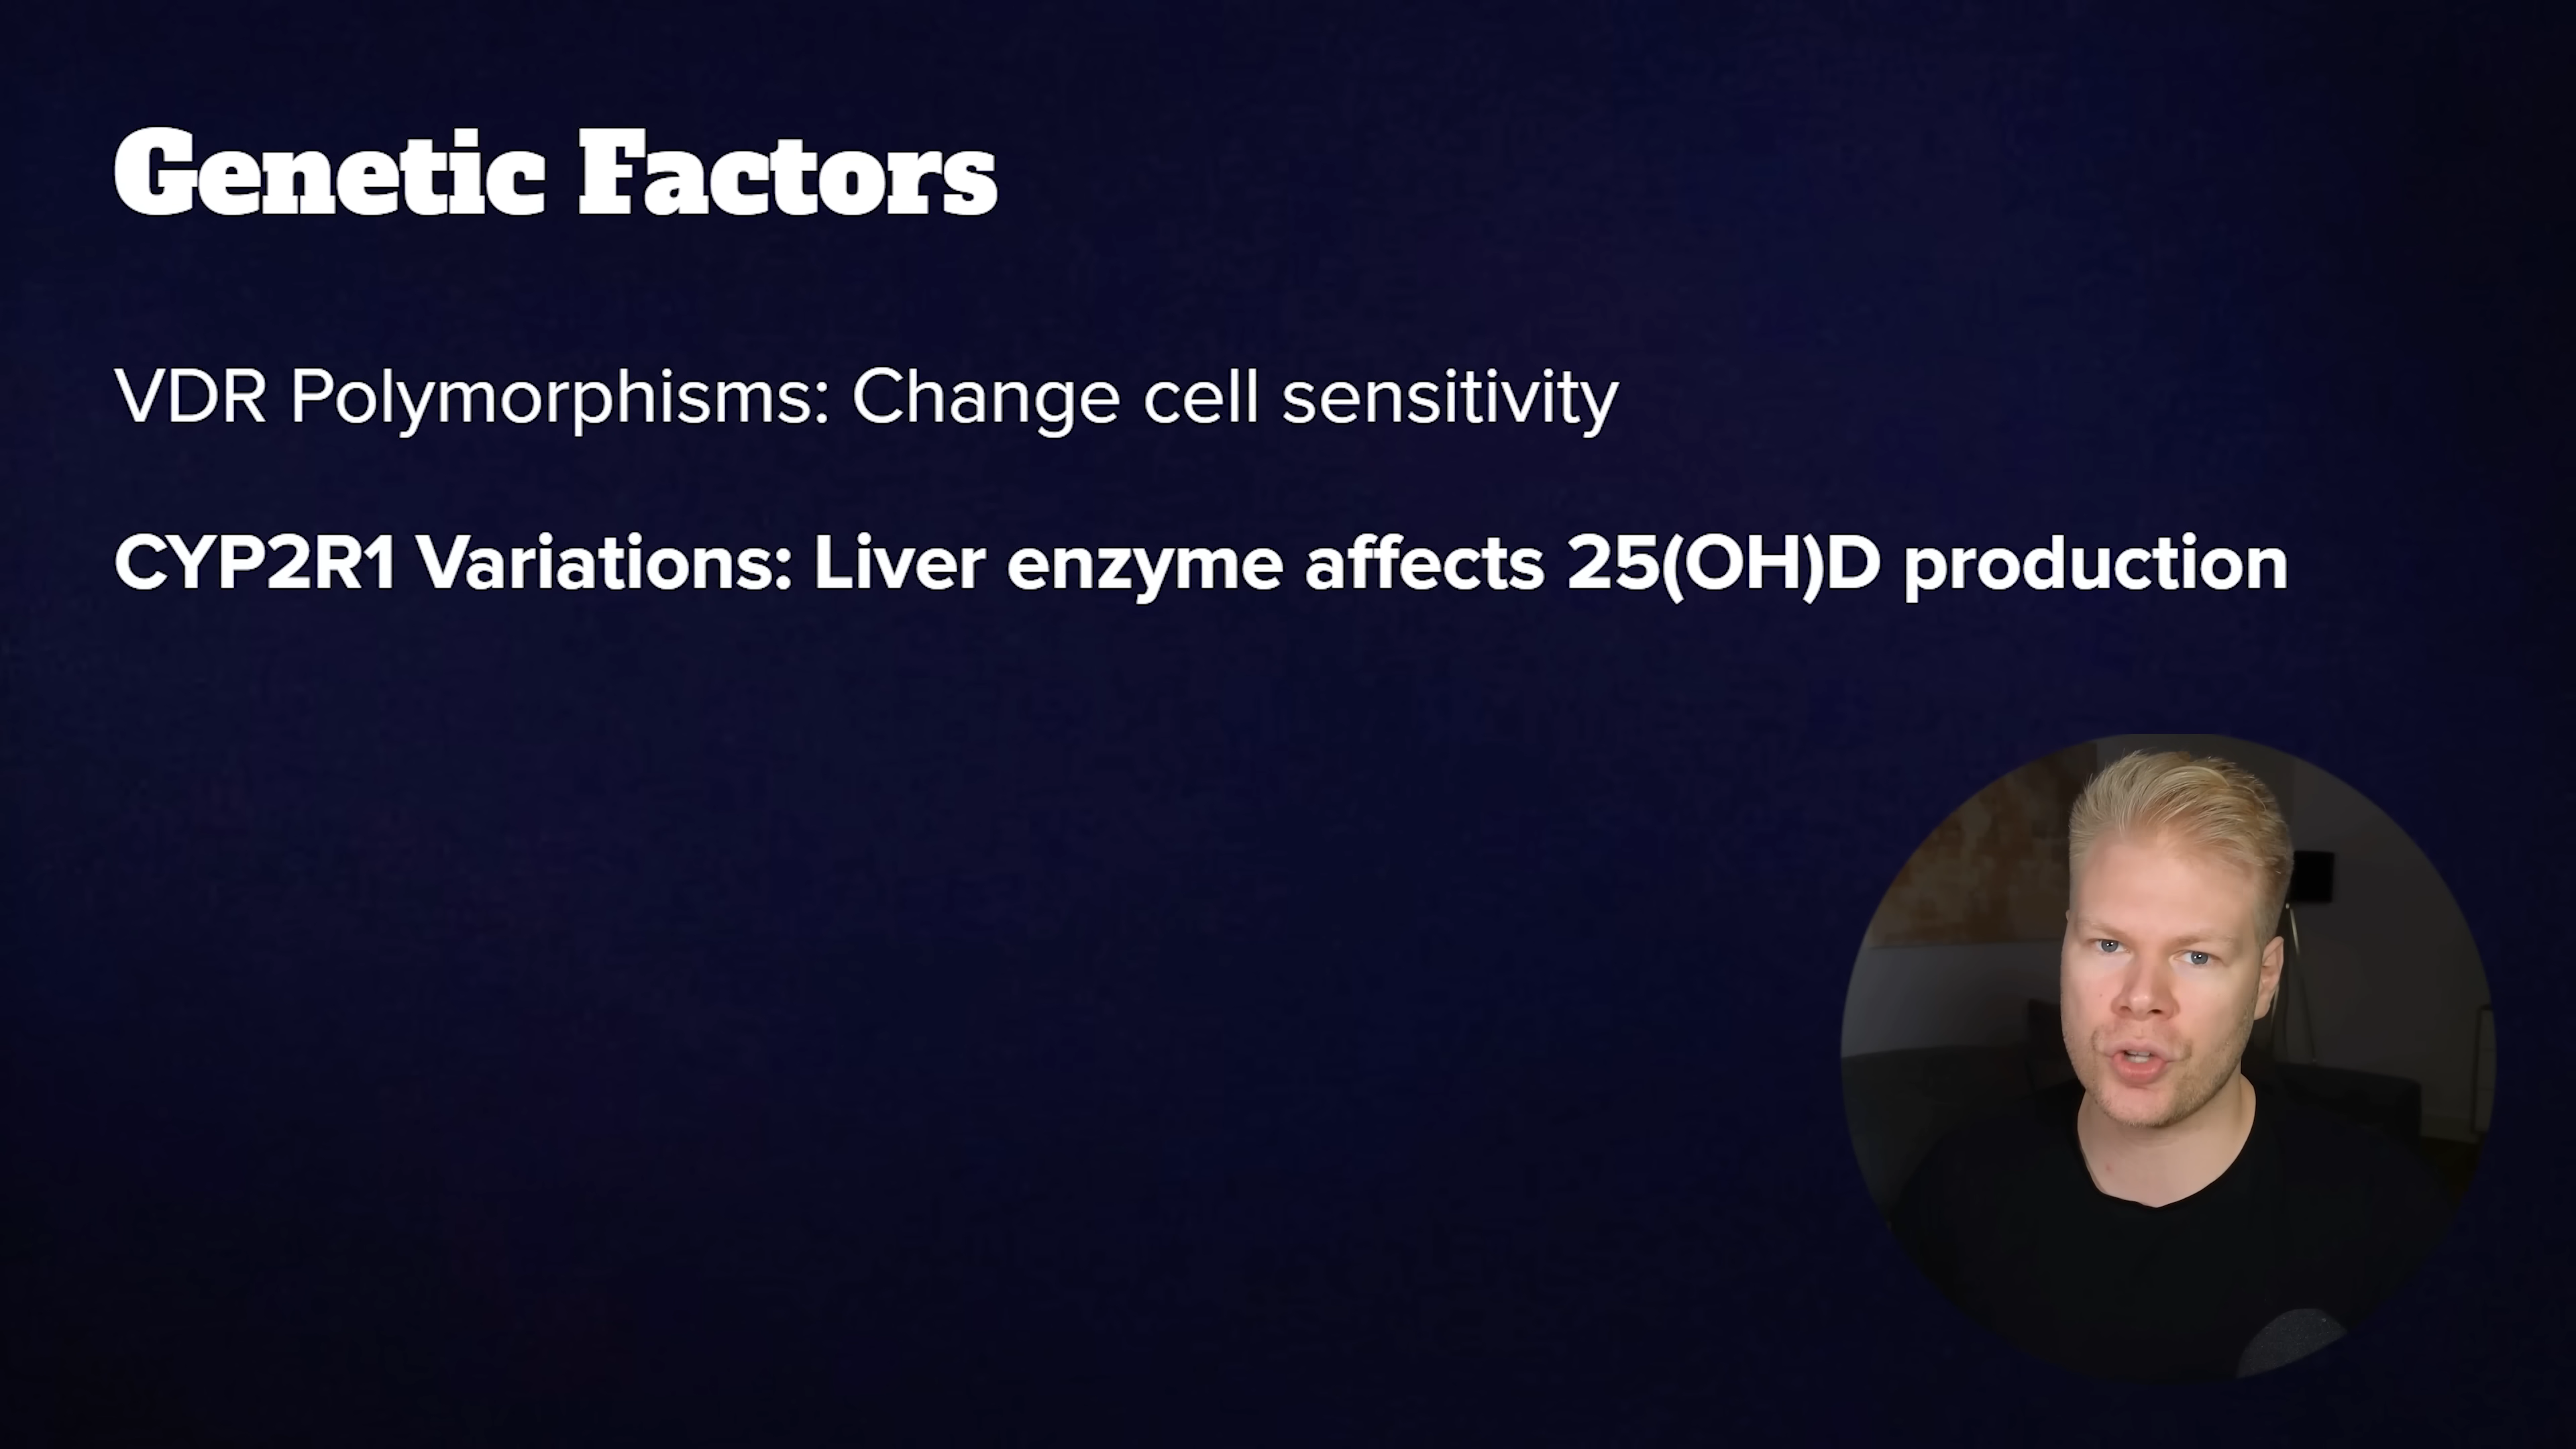 Genetic Factors
VDR Polymorphisms: Change cell sensitivity
CYP2R1 Variations: Liver enzyme affects 25(OH)D production